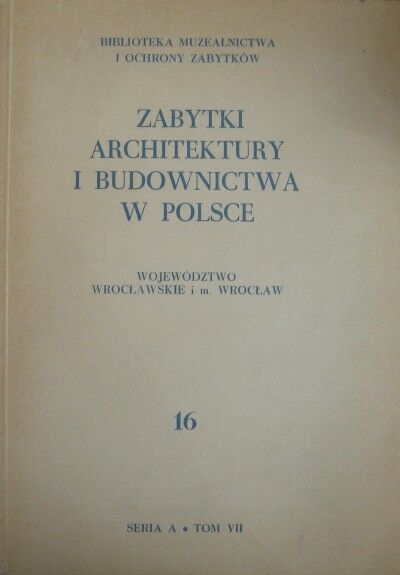 BIBLIOTEKA MUZEALNICTWA
I OCHRONY ZABYTKÓW
ZABYTKI
ARCHITEKTURY
I BUDOWNICTWA
W POLSCE
WOJEWÓDZTWO
WROCŁAWSKIE i m. WROCŁAW
16
SERIA A • TOM VII